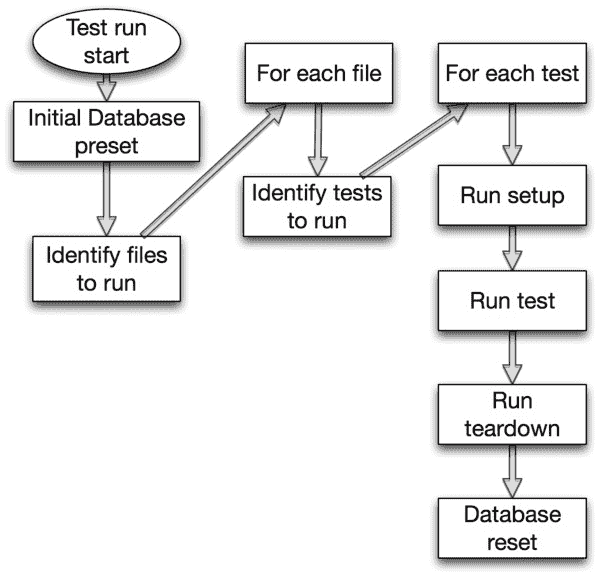 Test run
start
Initial Database
preset
Identify files
to run
For each file
Identify tests
to run
For each test
Run setup
Run test
Run
teardown
Database
reset